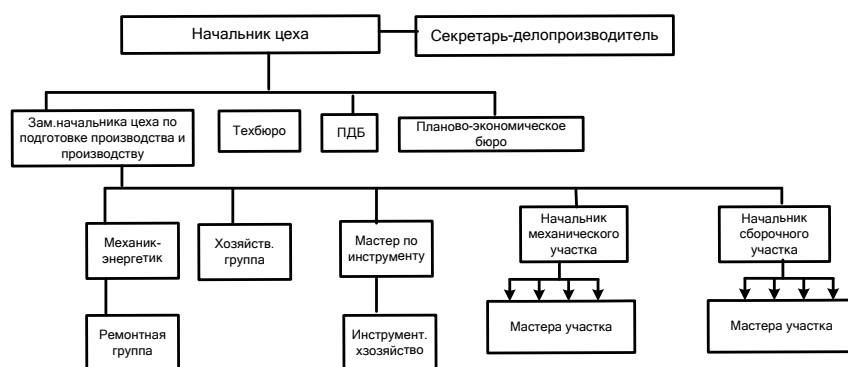 Начальник цеха
Секретарь-делопроизводитель
Зам.начальника цеха по
подготовке производства и
производству
Техбюро
ПДБ
Планово-экономическое
бюро
Механик-
энергетик
Хозяйств.
группа
Мастер по
инструменту
Начальник
механического
участка
Начальник
сборочного
участка
Ремонтная
группа
Инструмент.
хзозяйство
Мастера участка
Мастера участка